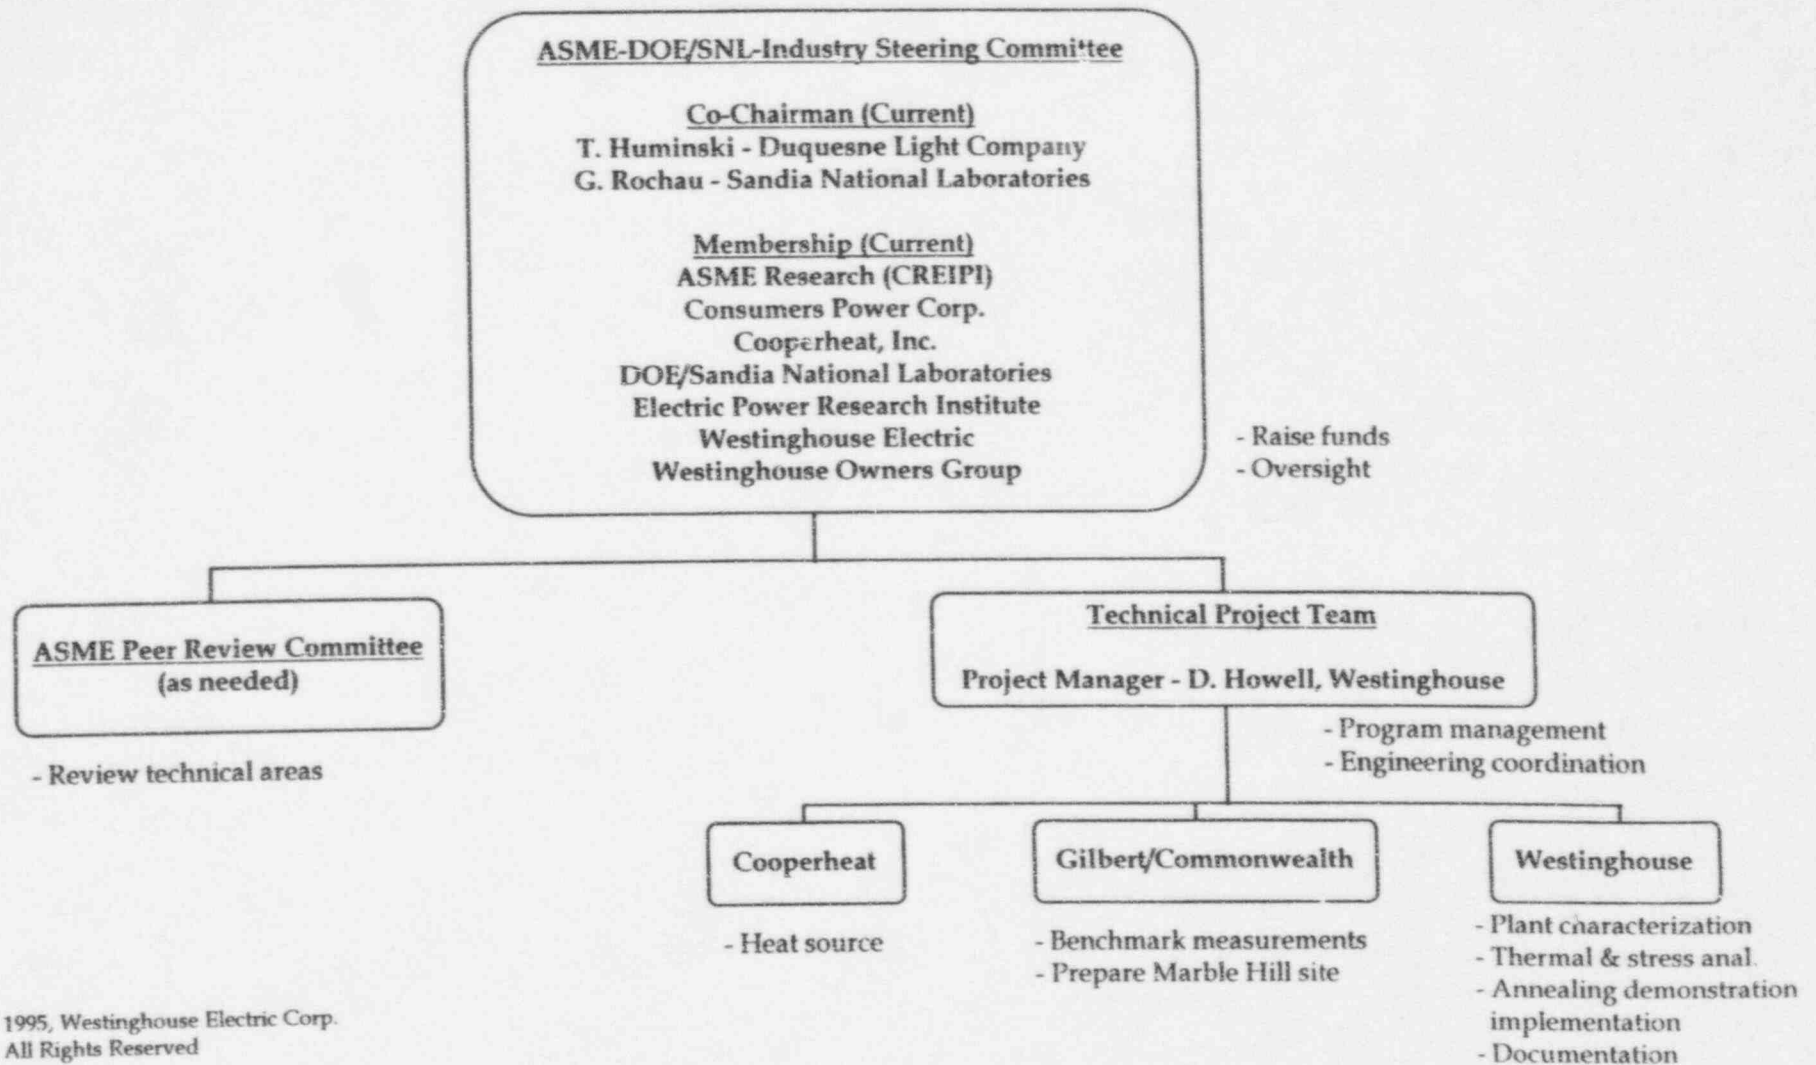 ASME-DOE/SNL-Industry Steering Committee
Co-Chairman (Current)
T. Huminski - Duquesne Light Company
G. Rochau - Sandia National Laboratories
Membership (Current)
ASME Research (CREIPI)
Consumers Power Corp.
Cooperheat, Inc.
DOE/Sandia National Laboratories
Electric Power Research Institute
Westinghouse Electric
Westinghouse Owners Group
- Raise funds
- Oversight
ASME Peer Review Committee
(as needed)
- Review technical areas
Technical Project Team
Project Manager - D. Howell, Westinghouse
- Program management
- Engineering coordination
Cooperheat
- Heat source
Gilbert/Commonwealth
- Benchmark measurements
- Prepare Marble Hill site
Westinghouse
- Plant characterization
- Thermal & stress anal.
- Annealing demonstration
implementation
- Documentation
1995, Westinghouse Electric Corp.
All Rights Reserved